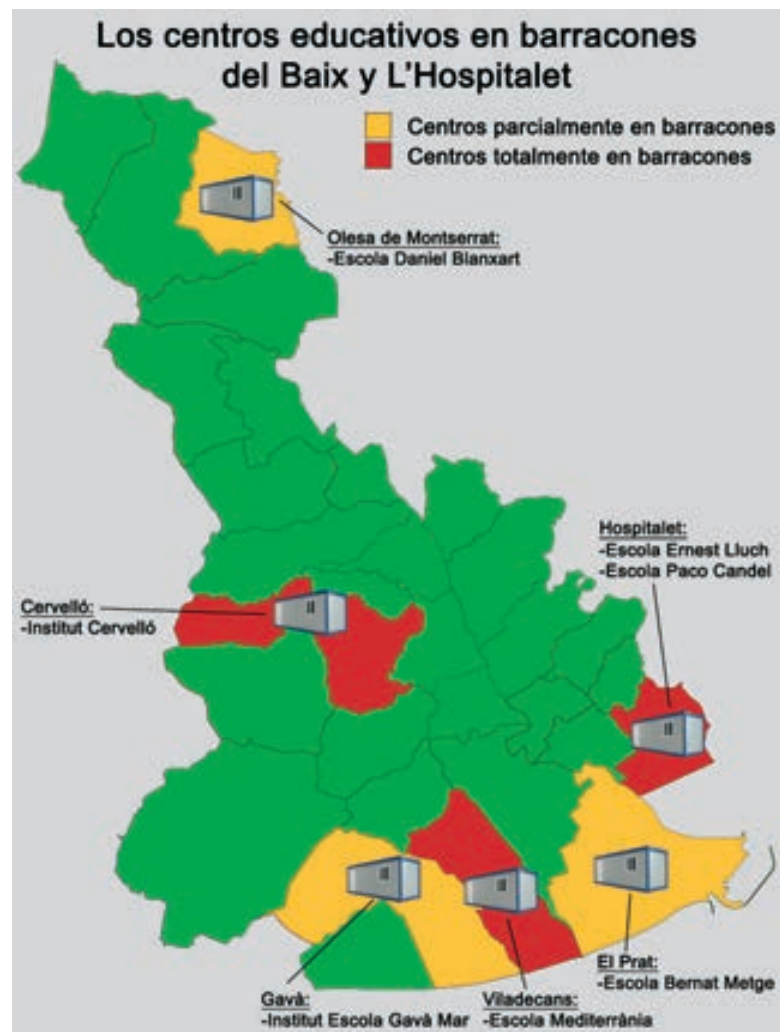 Los centros educativos en barracones
del Baix y L'Hospitalet
Centros parcialmente en barracones
Centros totalmente en barracones
Olesa de Montserrat:
-Escola Daniel Blanxart
Hospitalet:
-Escola Ernest Lluch
-Escola Paco Candel
Cervelló:
-Institut Cervelló
El Prat:
-Escola Bernat Metge
Gavà:
-Institut Escola Gavà Mar
Viladecans:
-Escola Mediterrània